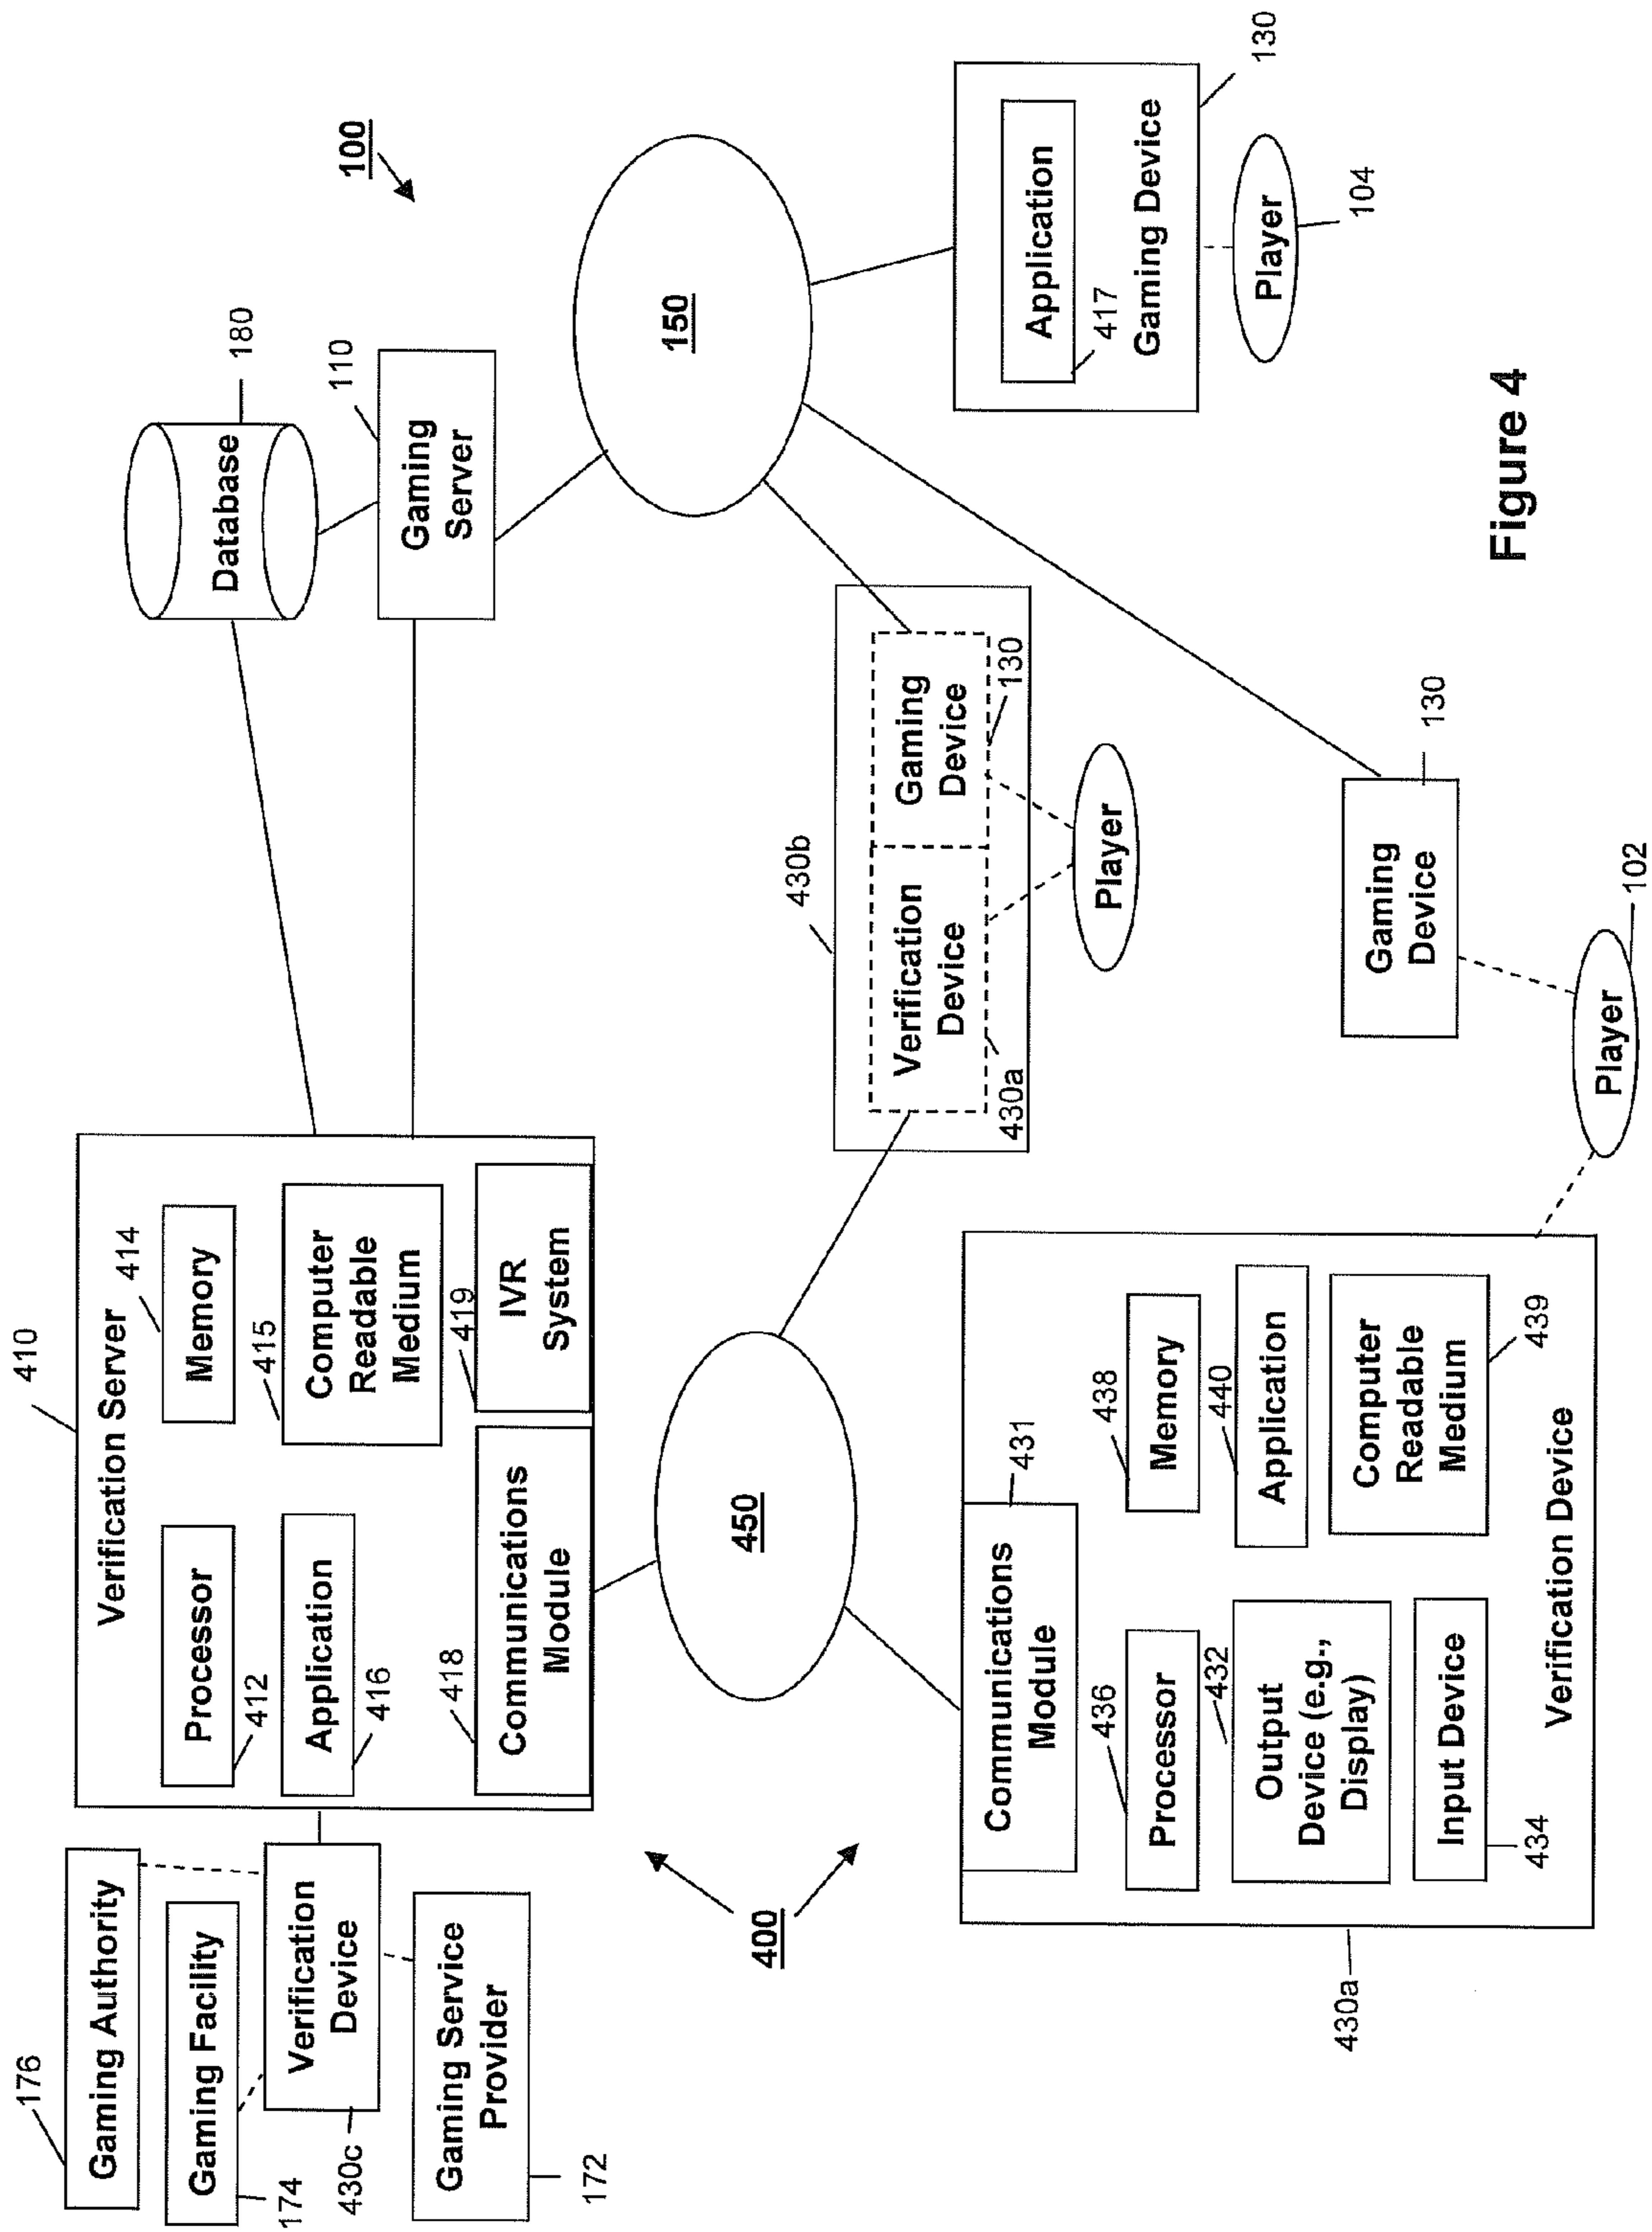 176
Gaming Authority
Gaming Facility
174
Verification
Device
430c
Gaming Service
Provider
172
410
Verification Server
Processor
412
Memory
414
Application
416
415
Computer
Readable
Medium
418
Communications
Module
419
IVR
System
Database
180
110
Gaming
Server
100
400
450
150
430b
Verification
Device
430a
Gaming
Device
130
Player
Application
417
Gaming Device
130
Player
104
Communications
Module
431
436
Processor
438
Memory
432
Output
Device (e.g.,
Display)
440
Application
Input Device
434
Computer
Readable
Medium
439
Verification Device
430a
Gaming
Device
130
Player
102
Figure 4